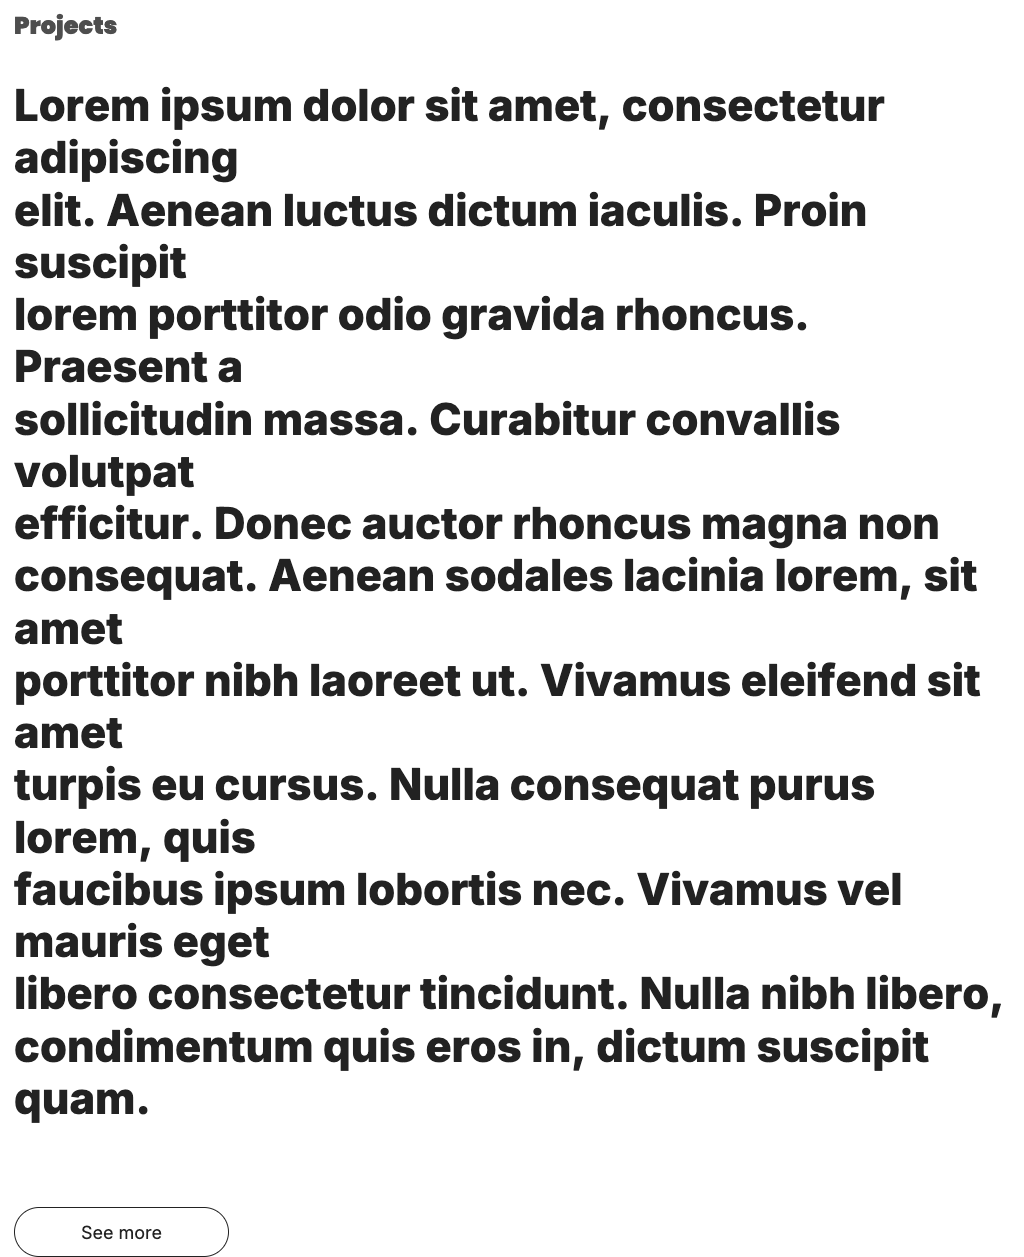 Projects
Lorem ipsum dolor sit amet, consectetur
adipiscing
elit. Aenean luctus dictum iaculis. Proin
suscipit
lorem porttitor odio gravida rhoncus.
Praesent a
sollicitudin massa. Curabitur convallis
volutpat
efficitur. Donec auctor rhoncus magna non
consequat. Aenean sodales lacinia lorem, sit
amet
porttitor nibh laoreet ut. Vivamus eleifend sit
amet
turpis eu cursus. Nulla consequat purus
lorem, quis
faucibus ipsum lobortis nec. Vivamus vel
mauris eget
libero consectetur tincidunt. Nulla nibh libero,
condimentum quis eros in, dictum suscipit
quam.
See more